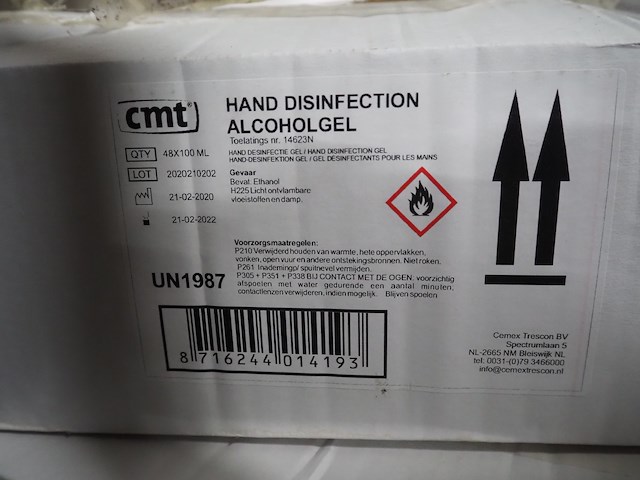 cmt®
HAND DISINFECTION
ALCOHOLGEL
Toelatings nr. 14623N
QTY 48X100 ML
HAND DESINFECTIE GEL / HAND DISINFECTION GEL
HAND-DESINFEKTION GEL / GEL DÉSINFECTANTS POUR LES MAINS
LOT 2020210202
Gevaar
Bevat: Ethanol
H225 Licht ontvlambare
vloeistoffen en damp.
21-02-2020
21-02-2022
Voorzorgsmaatregelen:
P210 Verwijderd houden van warmte, hete oppervlakken,
vonken, open vuur en andere ontstekingsbronnen. Niet roken.
P261 Inademing/ spuitnevel vermijden.
P305 + P351 + P338 BIJ CONTACT MET DE OGEN: voorzichtig
afspoelen met water gedurende een aantal minuten;
contactlenzen verwijderen, indien mogelijk. Blijven spoelen
UN1987
8 716244 014193
Cemex Trescon BV
Spectrumlaan 5
NL-2665 NM Bleiswijk NL
tel: 0031-(0)79 3466000
info@cemextrescon.nl